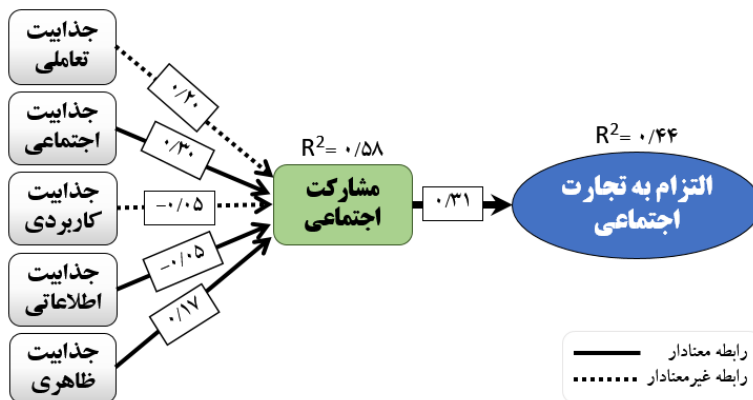 جذابیت
تعاملی
جذابیت
اجتماعی
جذابیت
کاربردی
جذابیت
اطلاعاتی
جذابیت
ظاهری
۰/۲۰
۰/۳۰
−۰/۰۵
−۰/۰۵
۰/۱۷
R²= ۰/۵۸
مشارکت
اجتماعی
۰/۳۱
R²= ۰/۴۴
التزام به تجارت
اجتماعی
رابطه معنادار
رابطه غیرمعنادار